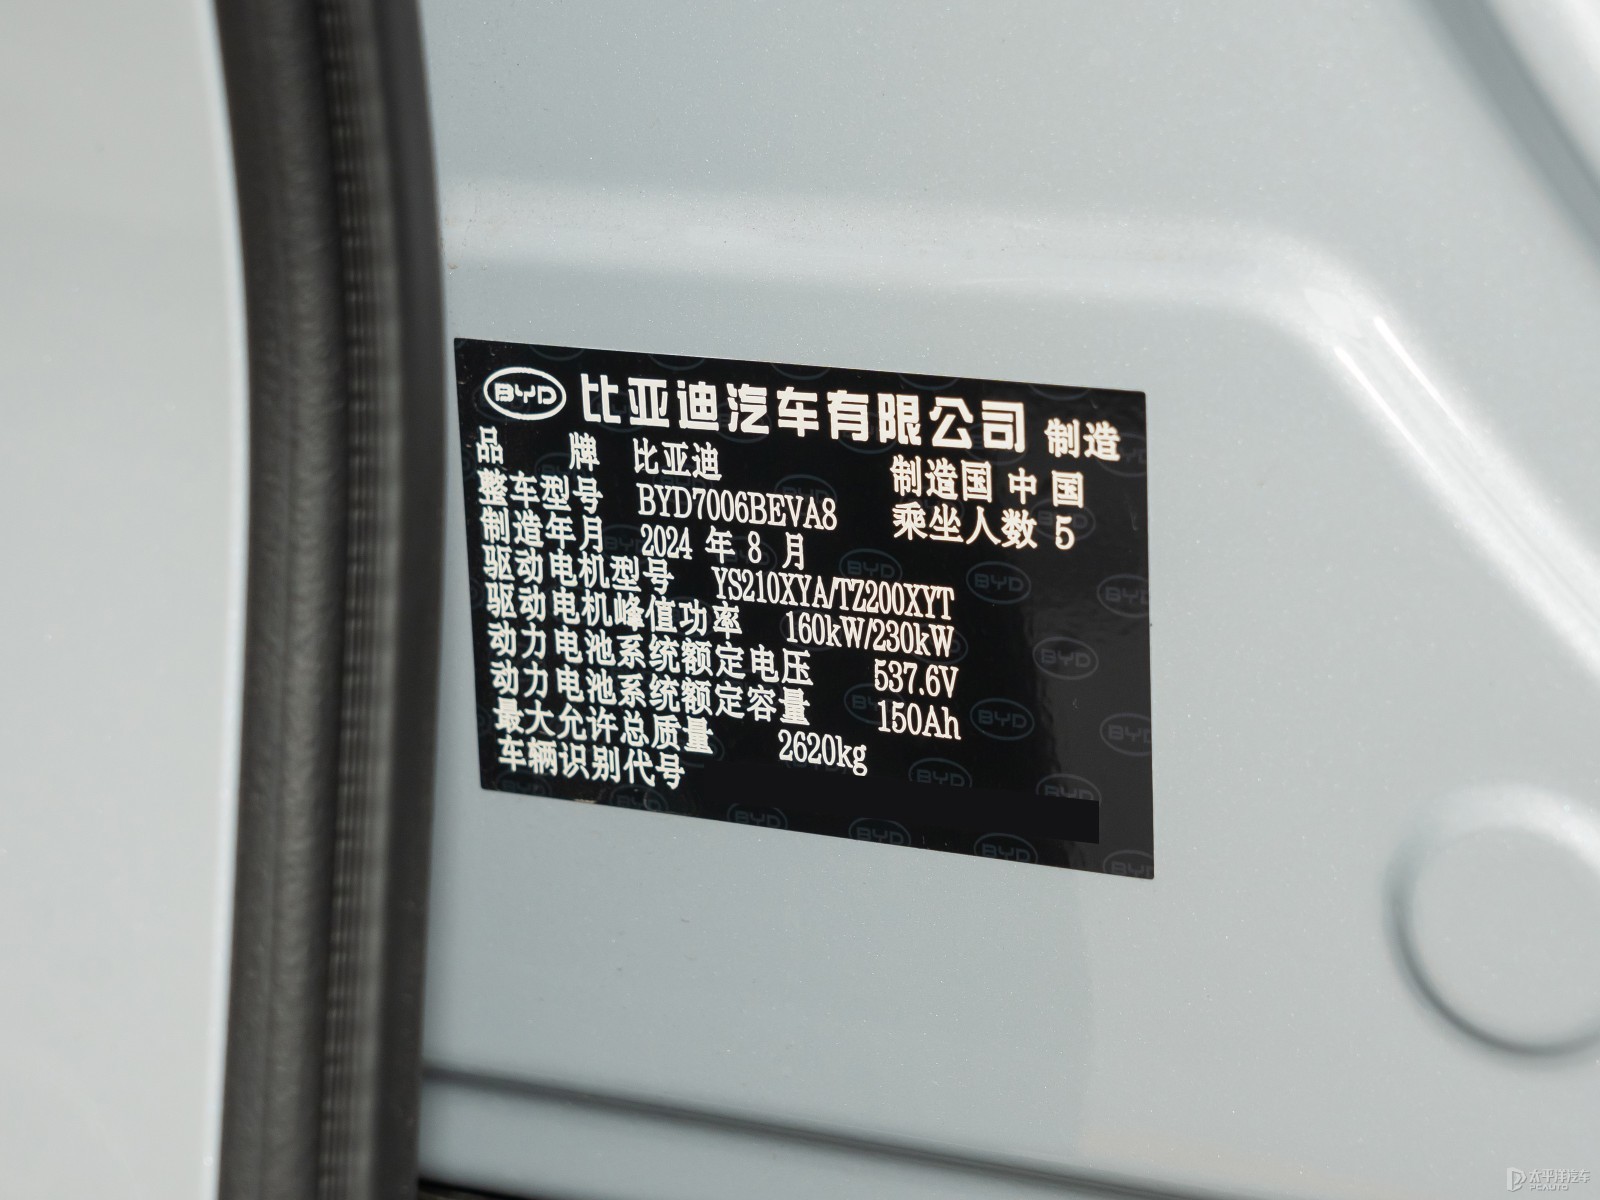 BYD 比亚迪汽车有限公司 制造
品 牌 比亚迪 制造国 中国
整车型号 BYD7006BEVA8 乘坐人数 5
制造年月 2024 年 8 月
驱动电机型号 YS210XYA/TZ200XYT
驱动电机峰值功率 160kW/230kW
动力电池系统额定电压 537.6V
动力电池系统额定容量 150Ah
最大允许总质量 2620kg
车辆识别代号
太平洋汽车
PCAUTO